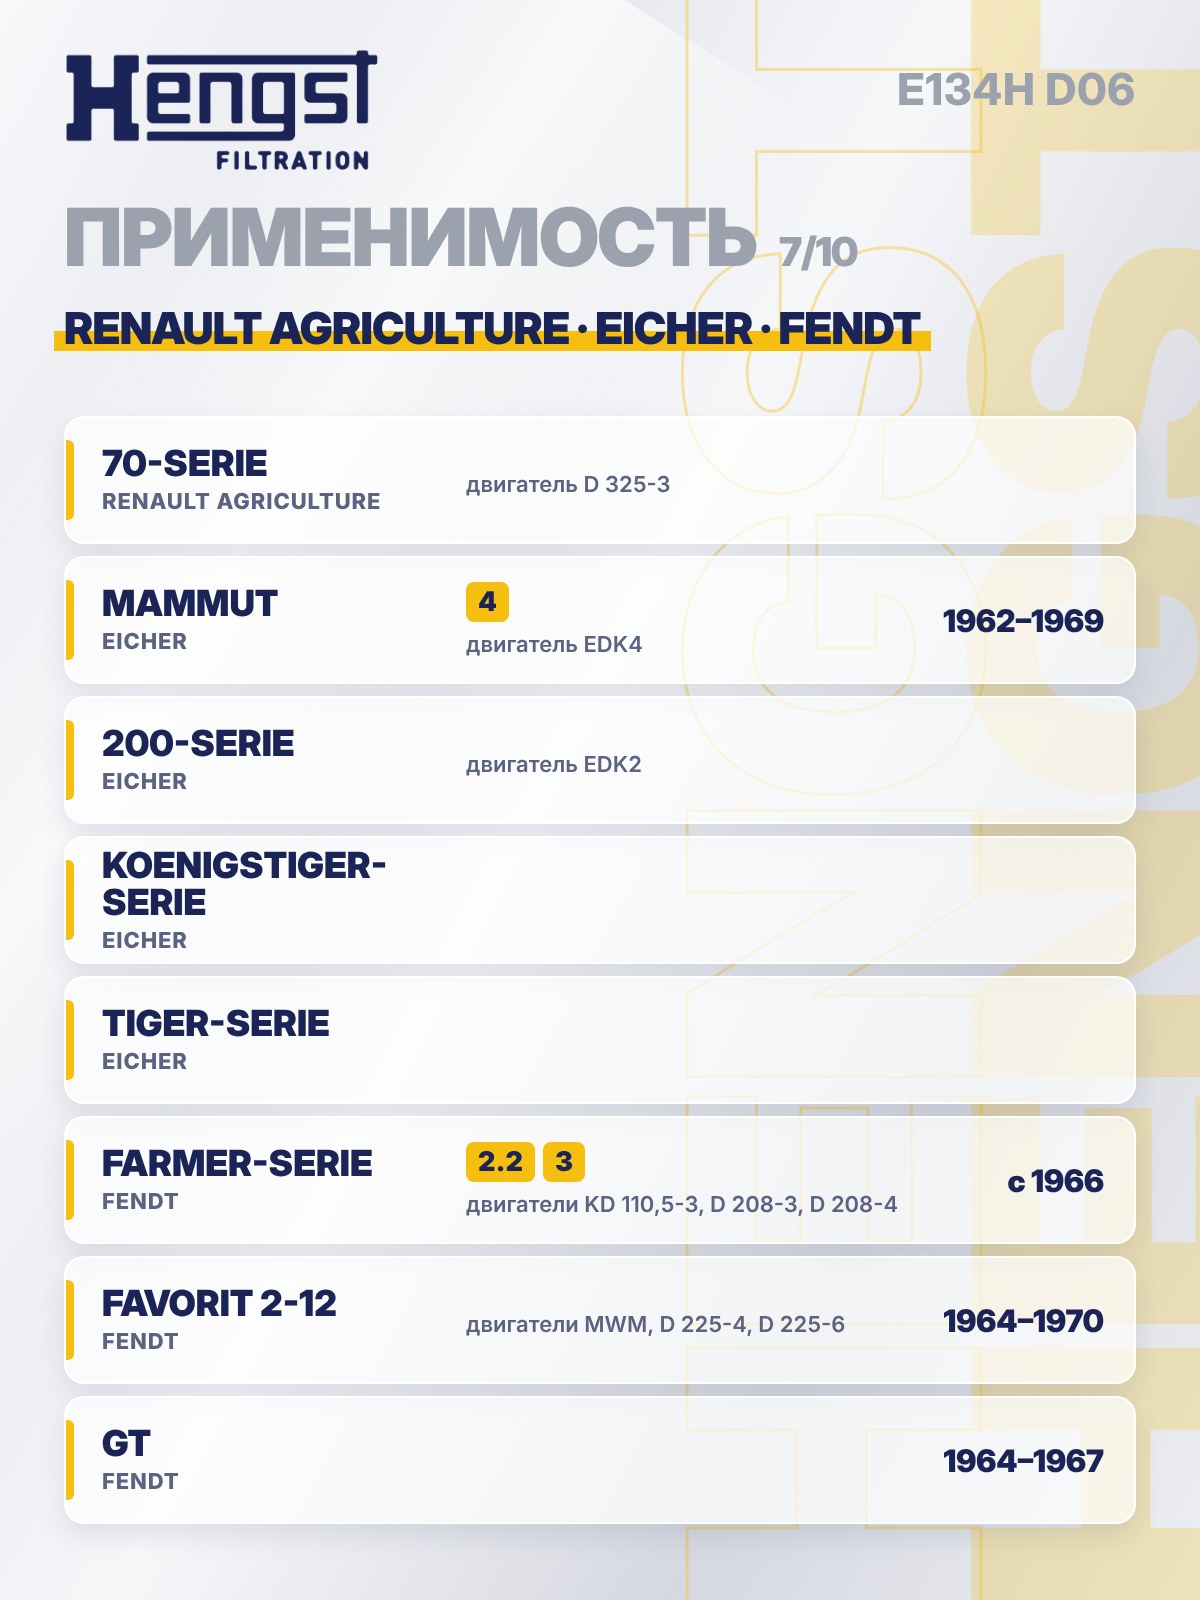 Hengst
FILTRATION
E134H D06
ПРИМЕНИМОСТЬ 7/10
RENAULT AGRICULTURE · EICHER · FENDT
70-SERIE
RENAULT AGRICULTURE
двигатель D 325-3
MAMMUT
EICHER
4
двигатель EDK4
1962–1969
200-SERIE
EICHER
двигатель EDK2
KOENIGSTIGER-
SERIE
EICHER
TIGER-SERIE
EICHER
FARMER-SERIE
FENDT
2.2 3
двигатели KD 110,5-3, D 208-3, D 208-4
с 1966
FAVORIT 2-12
FENDT
двигатели MWM, D 225-4, D 225-6
1964–1970
GT
FENDT
1964–1967
HENGST
HENGST